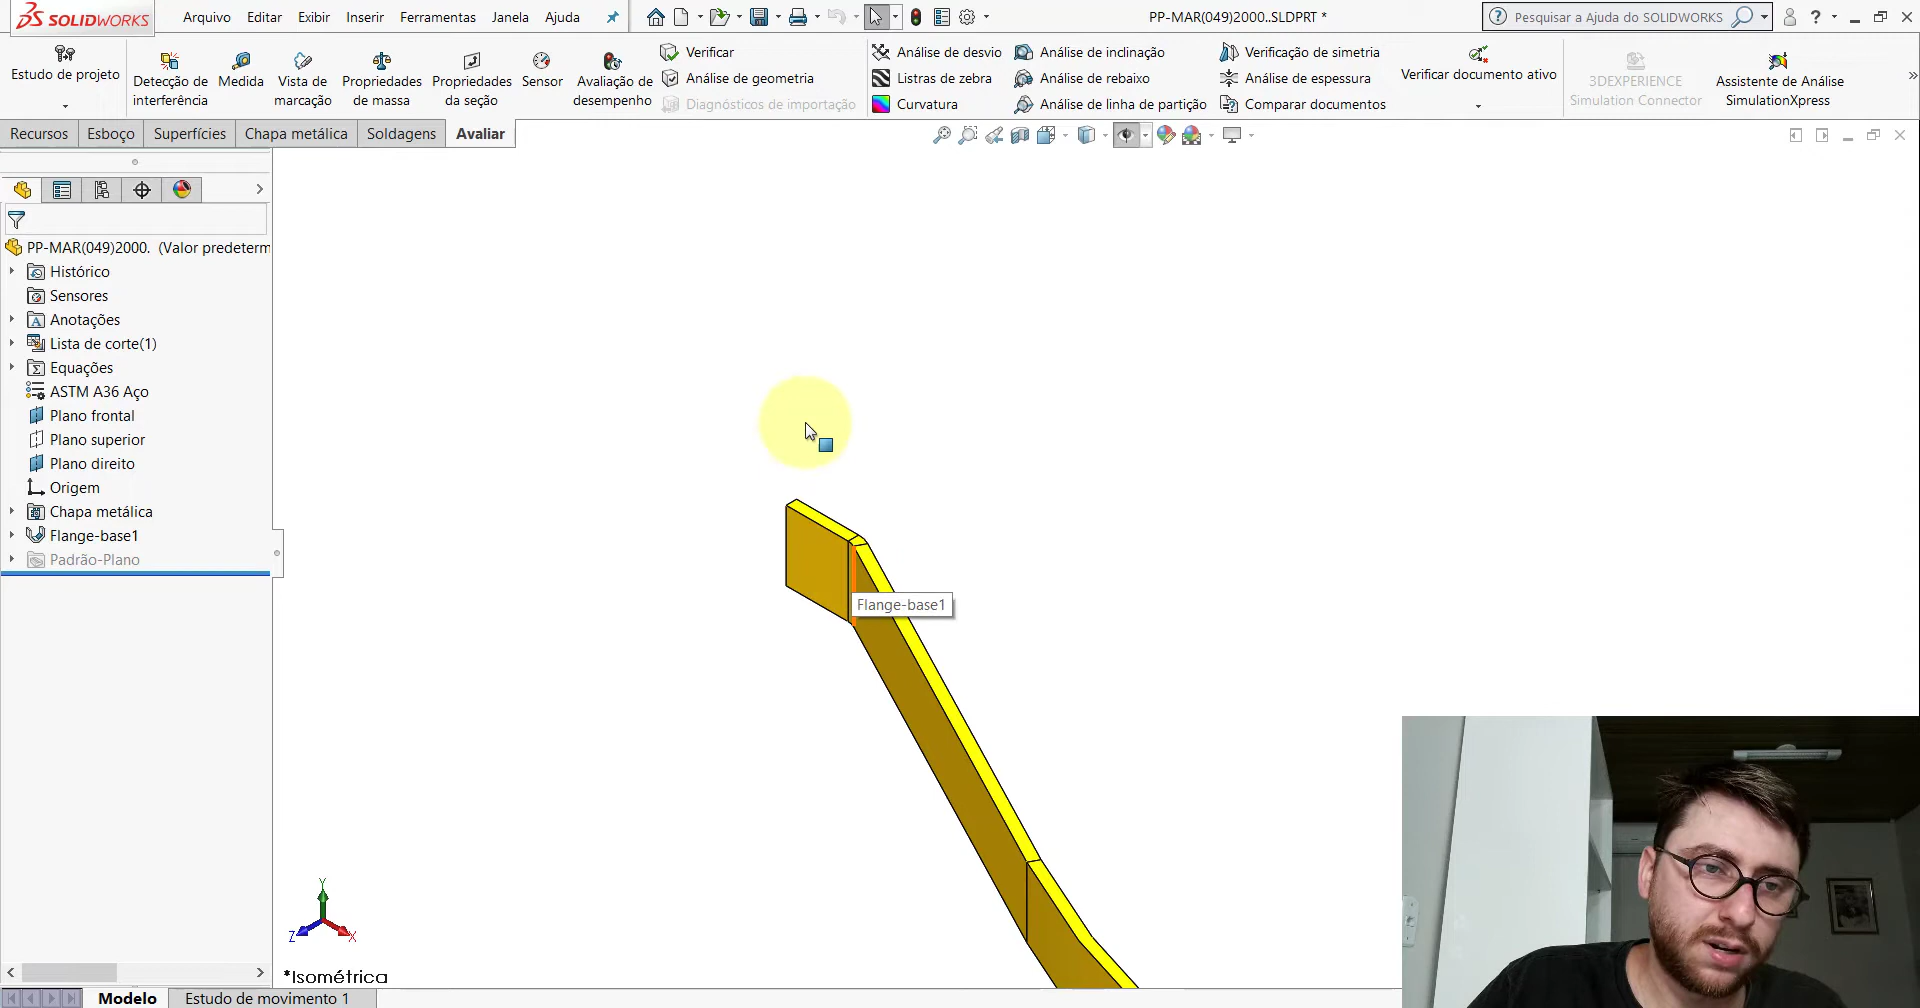 SOLIDWORKS
Arquivo Editar Exibir Inserir Ferramentas Janela Ajuda
PP-MAR(049)2000..SLDPRT *
Pesquisar a Ajuda do SOLIDWORKS
Estudo de projeto
Detecção de interferência
Medida
Vista de marcação
Propriedades de massa
Propriedades da seção
Sensor
Avaliação de desempenho
Verificar
Análise de geometria
Diagnósticos de importação
Análise de desvio
Listras de zebra
Curvatura
Análise de inclinação
Análise de rebaixo
Análise de linha de partição
Verificação de simetria
Análise de espessura
Comparar documentos
Verificar documento ativo
3DEXPERIENCE Simulation Connector
Assistente de Análise SimulationXpress
Recursos Esboço Superfícies Chapa metálica Soldagens Avaliar
PP-MAR(049)2000. (Valor predeterm
Histórico
Sensores
Anotações
Lista de corte(1)
Equações
ASTM A36 Aço
Plano frontal
Plano superior
Plano direito
Origem
Chapa metálica
Flange-base1
Padrão-Plano
Flange-base1
Y
Z
X
*Isométrica
Modelo Estudo de movimento 1